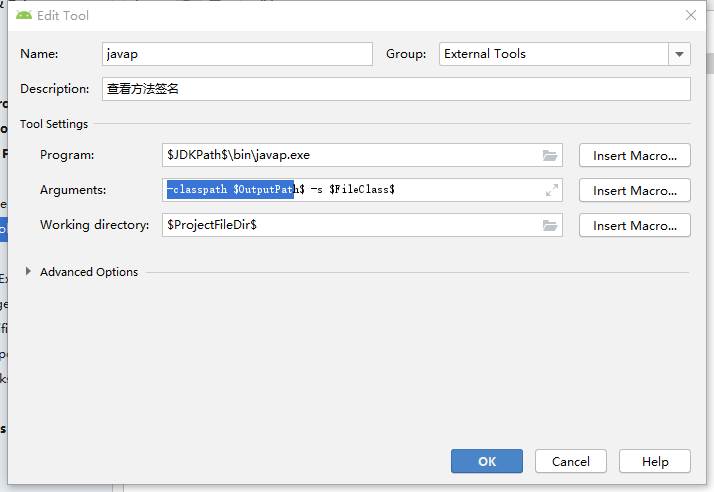 Edit Tool
Name: javap Group: External Tools
Description: 查看方法签名
Tool Settings
Program: $JDKPath$\bin\javap.exe Insert Macro...
Arguments: -classpath $OutputPath$ -s $FileClass$ Insert Macro...
Working directory: $ProjectFileDir$ Insert Macro...
Advanced Options
OK Cancel Help